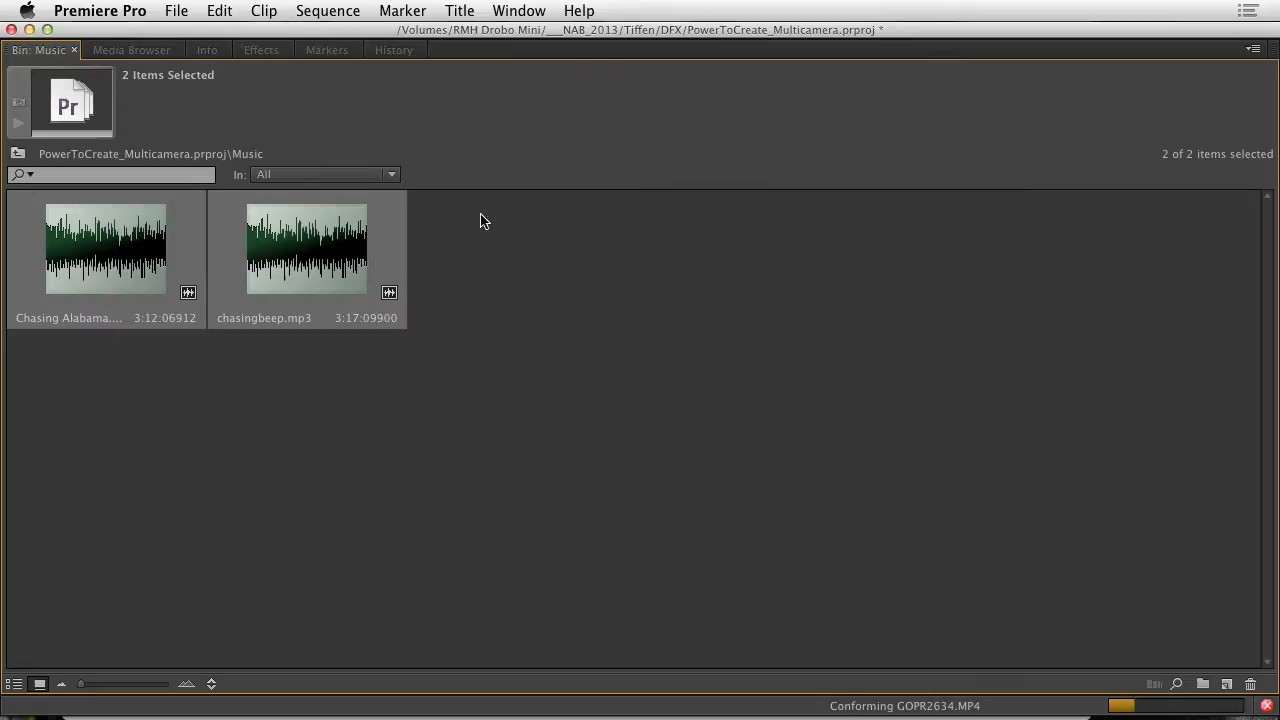 Premiere Pro File Edit Clip Sequence Marker Title Window Help
/Volumes/RMH Drobo Mini/___NAB_2013/Tiffen/DFX/PowerToCreate_Multicamera.prproj *
Bin: Music × Media Browser Info Effects Markers History
2 Items Selected
Pr
PowerToCreate_Multicamera.prproj\Music 2 of 2 items selected
In: All
Chasing Alabama.... 3:12:06912 chasingbeep.mp3 3:17:09900
Conforming GOPR2634.MP4